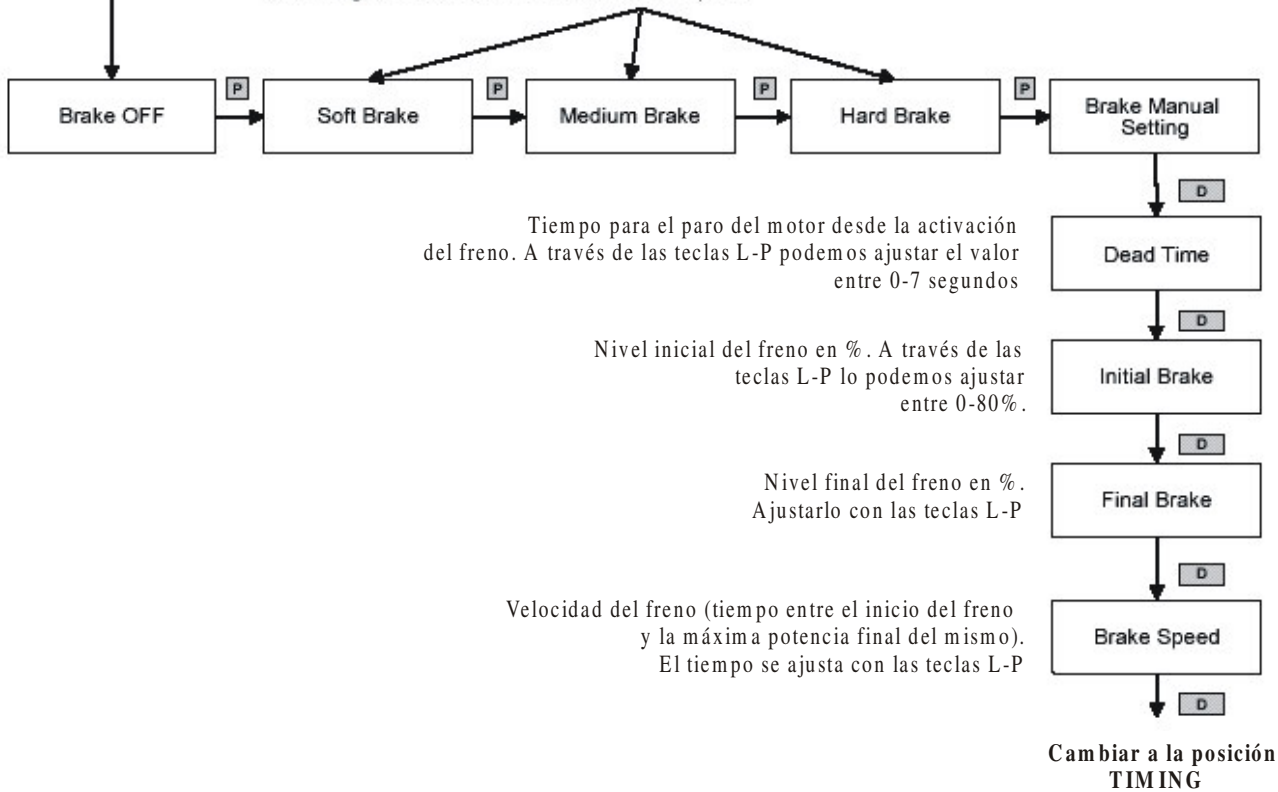 P P P P
Brake OFF Soft Brake Medium Brake Hard Brake Brake Manual
Setting
D
Tiempo para el paro del motor desde la activación
del freno. A través de las teclas L-P podemos ajustar el valor
entre 0-7 segundos
Dead Time
D
Nivel inicial del freno en %. A través de las
teclas L-P lo podemos ajustar
entre 0-80%.
Initial Brake
D
Nivel final del freno en %.
Ajustarlo con las teclas L-P
Final Brake
D
Velocidad del freno (tiempo entre el inicio del freno
y la máxima potencia final del mismo).
El tiempo se ajusta con las teclas L-P
Brake Speed
D
Cambiar a la posición
TIMING